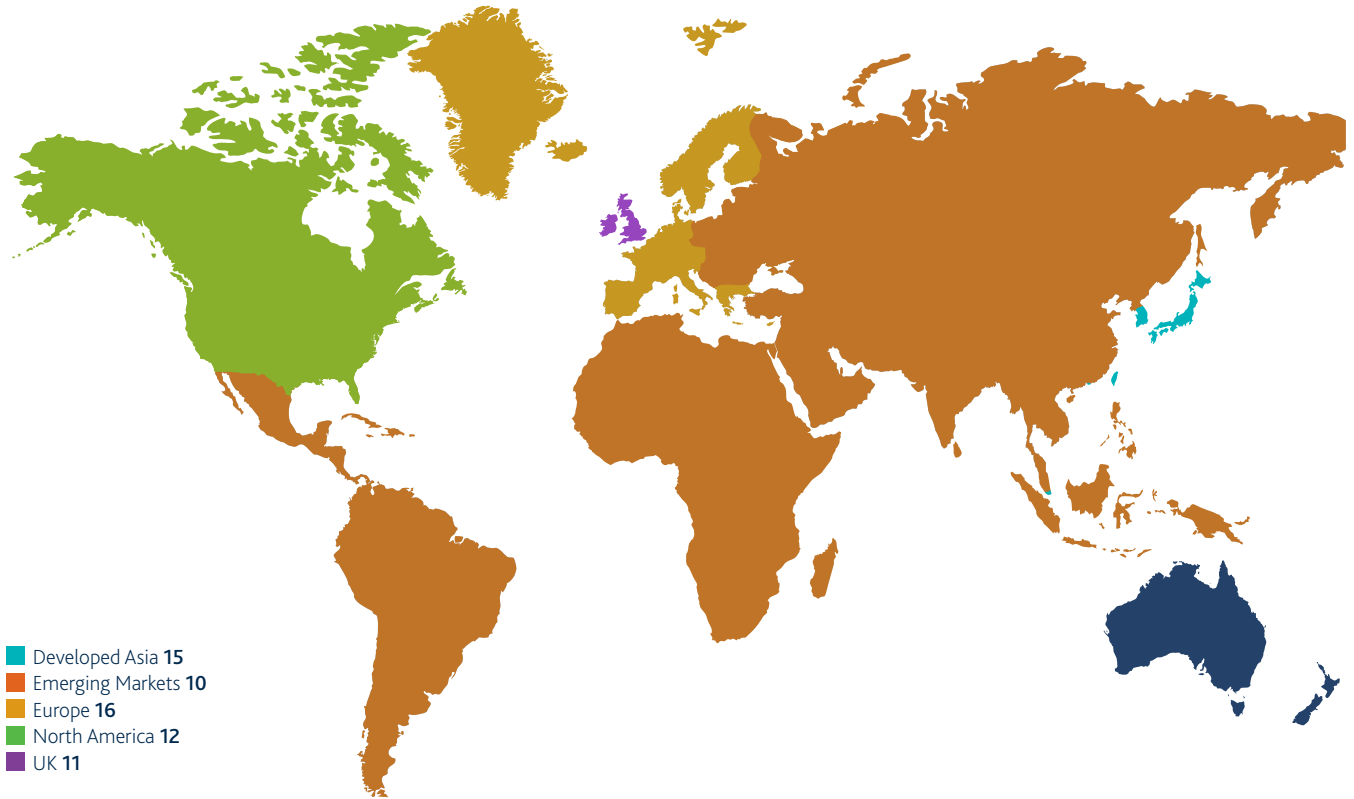 Developed Asia 15
Emerging Markets 10
Europe 16
North America 12
UK 11